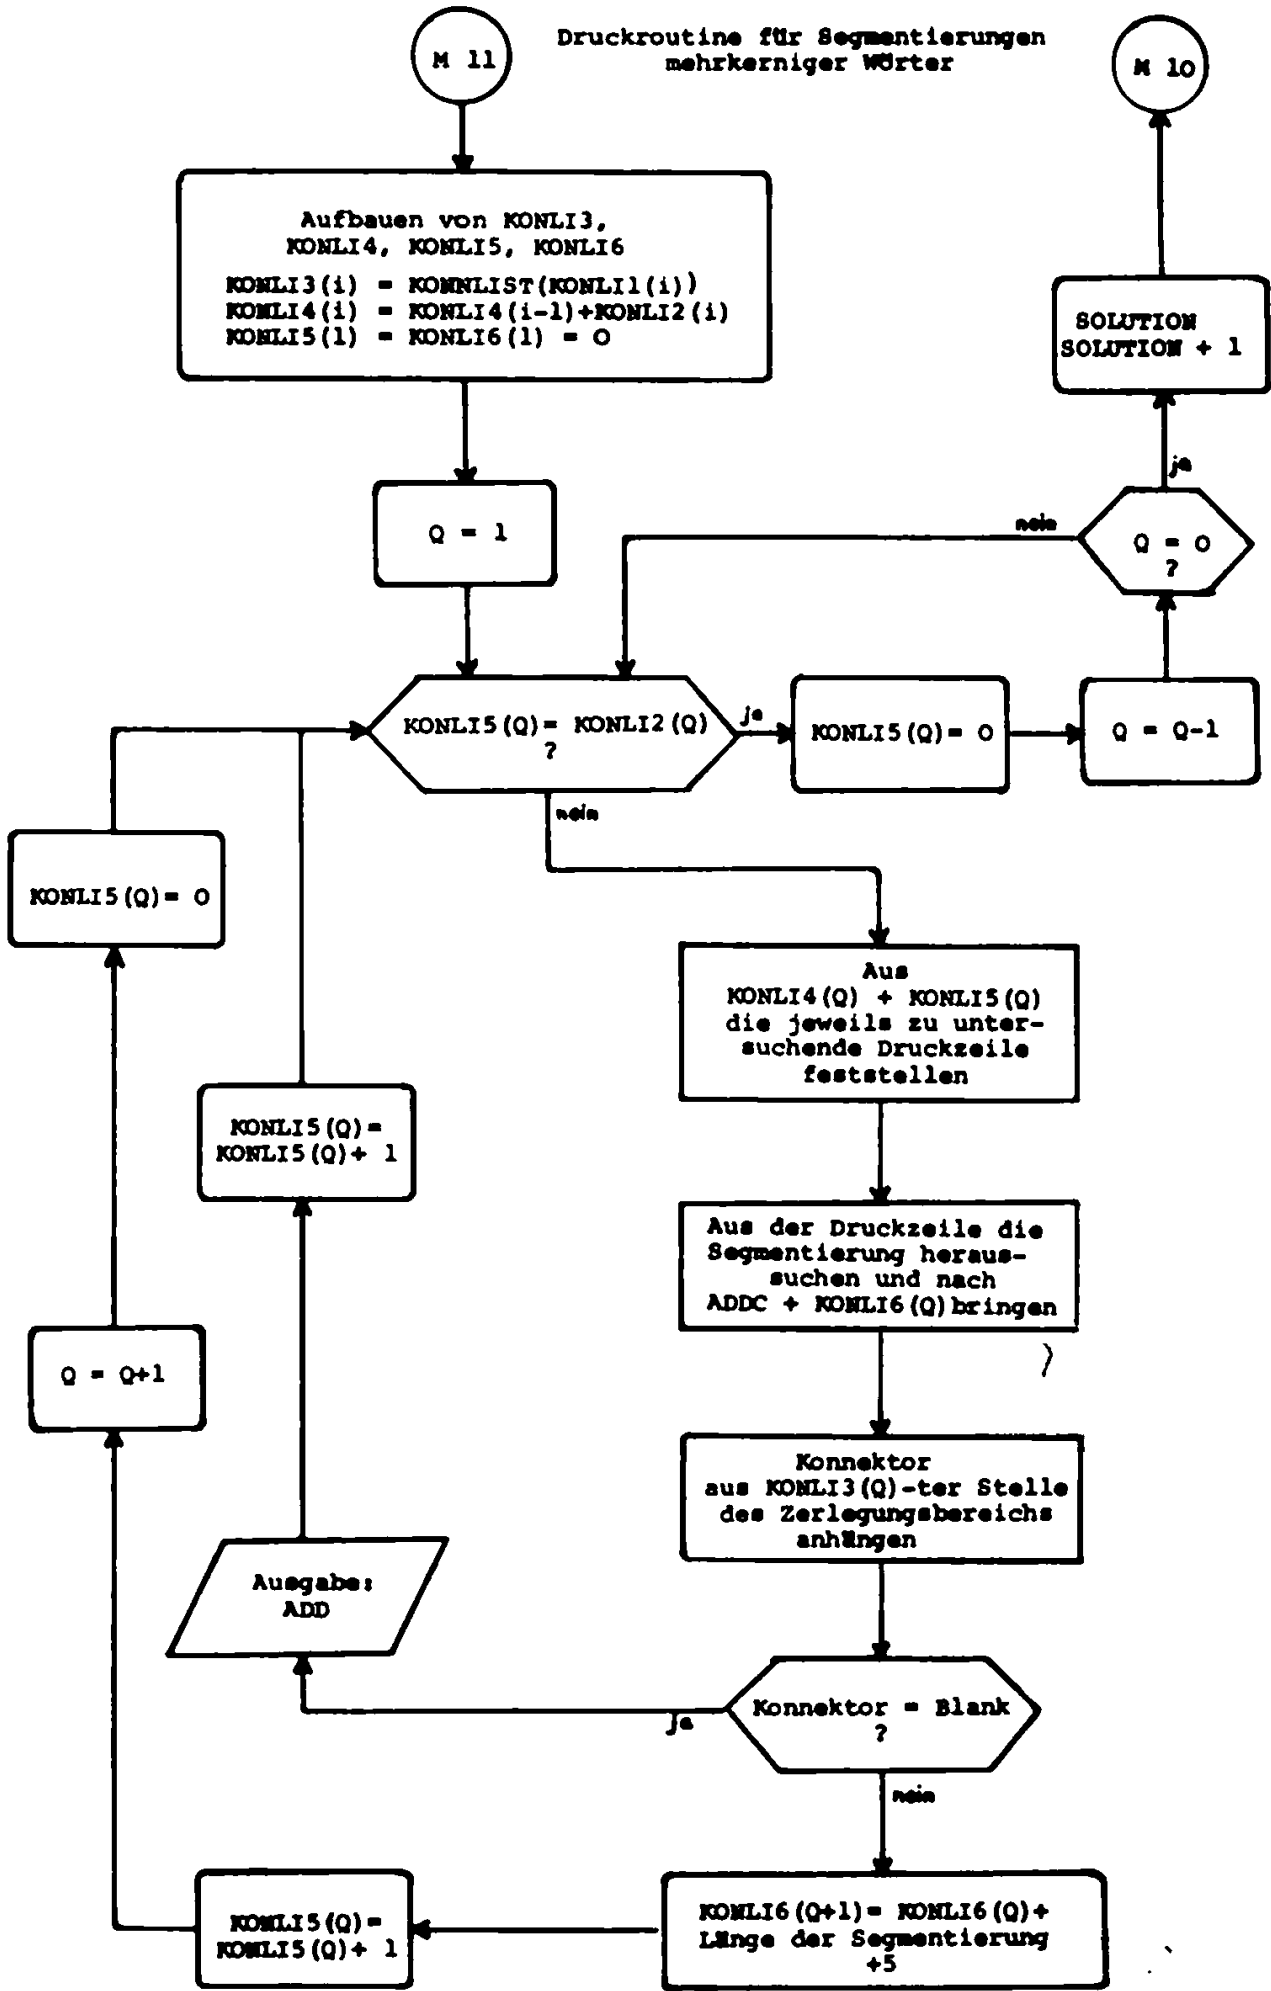 M 11
Druckroutine für Segmentierungen
mehrkerniger Wörter
M 10
Aufbauen von KONLI3,
KONLI4, KONLI5, KONLI6
KONLI3(i) = KONNLIST(KONLI1(i))
KONLI4(i) = KONLI4(i-1)+KONLI2(i)
KONLI5(1) = KONLI6(1) = 0
SOLUTION
SOLUTION + 1
ja
Q = 1
nein
Q = 0
?
KONLI5(Q)= KONLI2(Q)
?
ja
KONLI5(Q)= 0
Q = Q-1
nein
KONLI5(Q)= 0
Aus
KONLI4(Q) + KONLI5(Q)
die jeweils zu unter-
suchende Druckzeile
feststellen
KONLI5(Q)=
KONLI5(Q)+ 1
Aus der Druckzeile die
Segmentierung heraus-
suchen und nach
ADDC + KONLI6(Q)bringen
Q = Q+1
Konnektor
aus KONLI3(Q)-ter Stelle
des Zerlegungsbereichs
anhängen
Ausgabe:
ADD
Konnektor = Blank
?
ja
nein
KONLI6(Q+1)= KONLI6(Q)+
Länge der Segmentierung
+5
KONLI5(Q)=
KONLI5(Q)+ 1